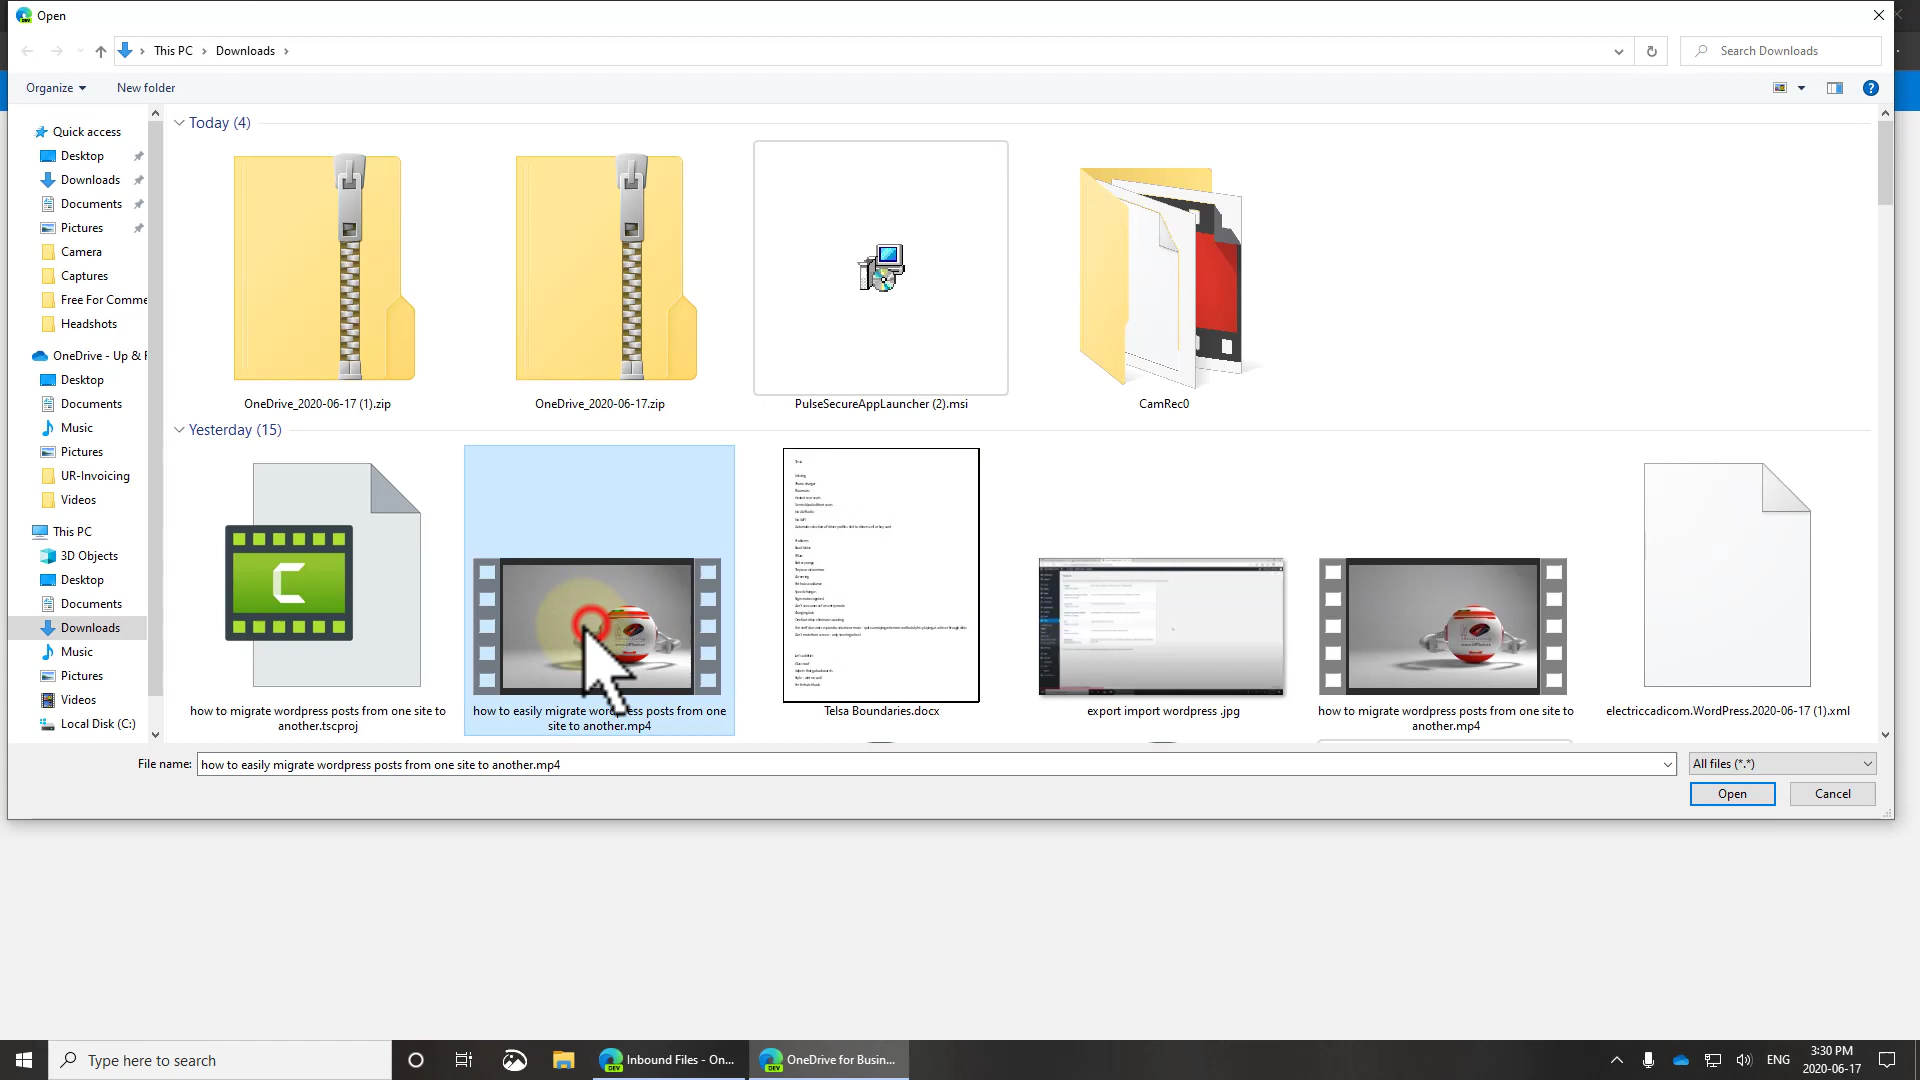 Open
This PC
Downloads
Search Downloads
Organize
New folder
Quick access
Desktop
Downloads
Documents
Pictures
Camera
Captures
Free For Comme
Headshots
OneDrive - Up & R
Desktop
Documents
Music
Pictures
UR-Invoicing
Videos
This PC
3D Objects
Desktop
Documents
Downloads
Music
Pictures
Videos
Local Disk (C:)
Today (4)
OneDrive_2020-06-17 (1).zip
OneDrive_2020-06-17.zip
PulseSecureAppLauncher (2).msi
CamRec0
Yesterday (15)
how to migrate wordpress posts from one site to
another.tscproj
how to easily migrate wordpress posts from one
site to another.mp4
Telsa Boundaries.docx
export import wordpress .jpg
how to migrate wordpress posts from one site to
another.mp4
electriccadicom.WordPress.2020-06-17 (1).xml
File name:
how to easily migrate wordpress posts from one site to another.mp4
All files (*.*)
Open
Cancel
Type here to search
DEV
Inbound Files - On...
DEV
OneDrive for Busin...
ENG
3:30 PM
2020-06-17